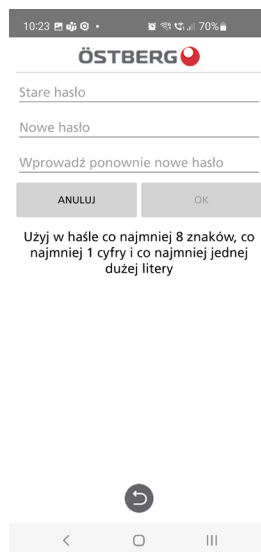 10:23 70%
ÖSTBERG
Stare hasło
Nowe hasło
Wprowadź ponownie nowe hasło
ANULUJ OK
Użyj w haśle co najmniej 8 znaków, co
najmniej 1 cyfry i co najmniej jednej
dużej litery